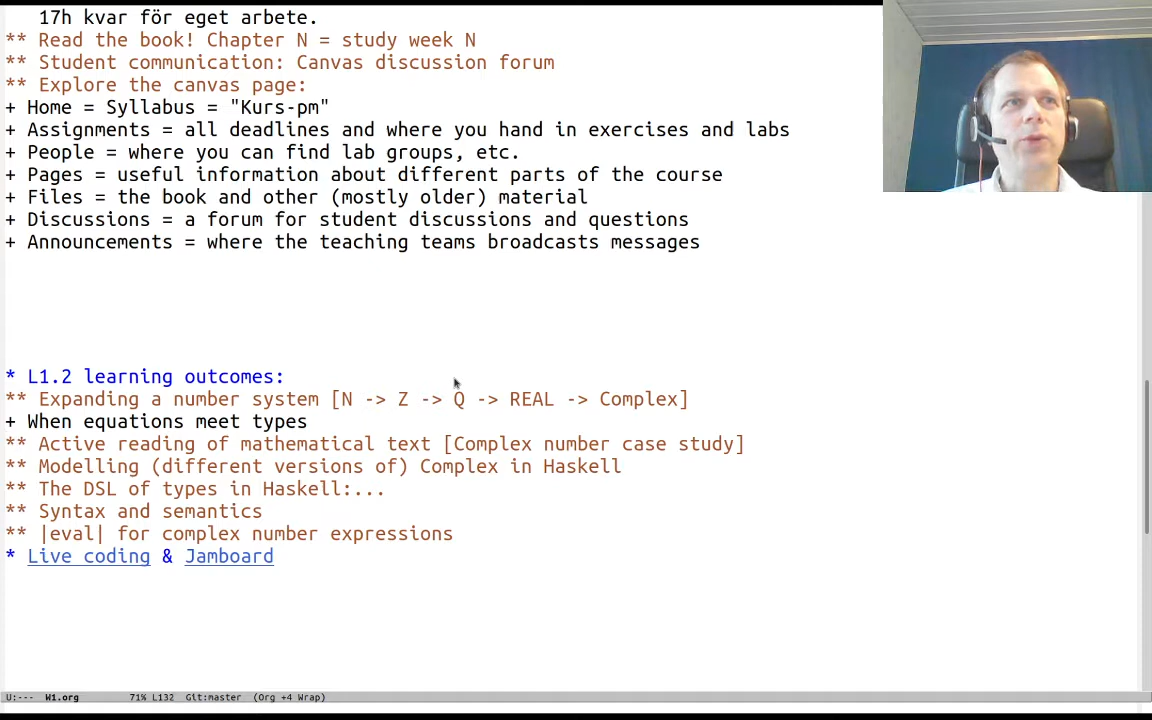 17h kvar för eget arbete.
** Read the book! Chapter N = study week N
** Student communication: Canvas discussion forum
** Explore the canvas page:
+ Home = Syllabus = "Kurs-pm"
+ Assignments = all deadlines and where you hand in exercises and labs
+ People = where you can find lab groups, etc.
+ Pages = useful information about different parts of the course
+ Files = the book and other (mostly older) material
+ Discussions = a forum for student discussions and questions
+ Announcements = where the teaching teams broadcasts messages
* L1.2 learning outcomes:
** Expanding a number system [N -> Z -> Q -> REAL -> Complex]
+ When equations meet types
** Active reading of mathematical text [Complex number case study]
** Modelling (different versions of) Complex in Haskell
** The DSL of types in Haskell:...
** Syntax and semantics
** |eval| for complex number expressions
* Live coding & Jamboard
U:--- W1.org 71% L132 Git:master (Org +4 Wrap)